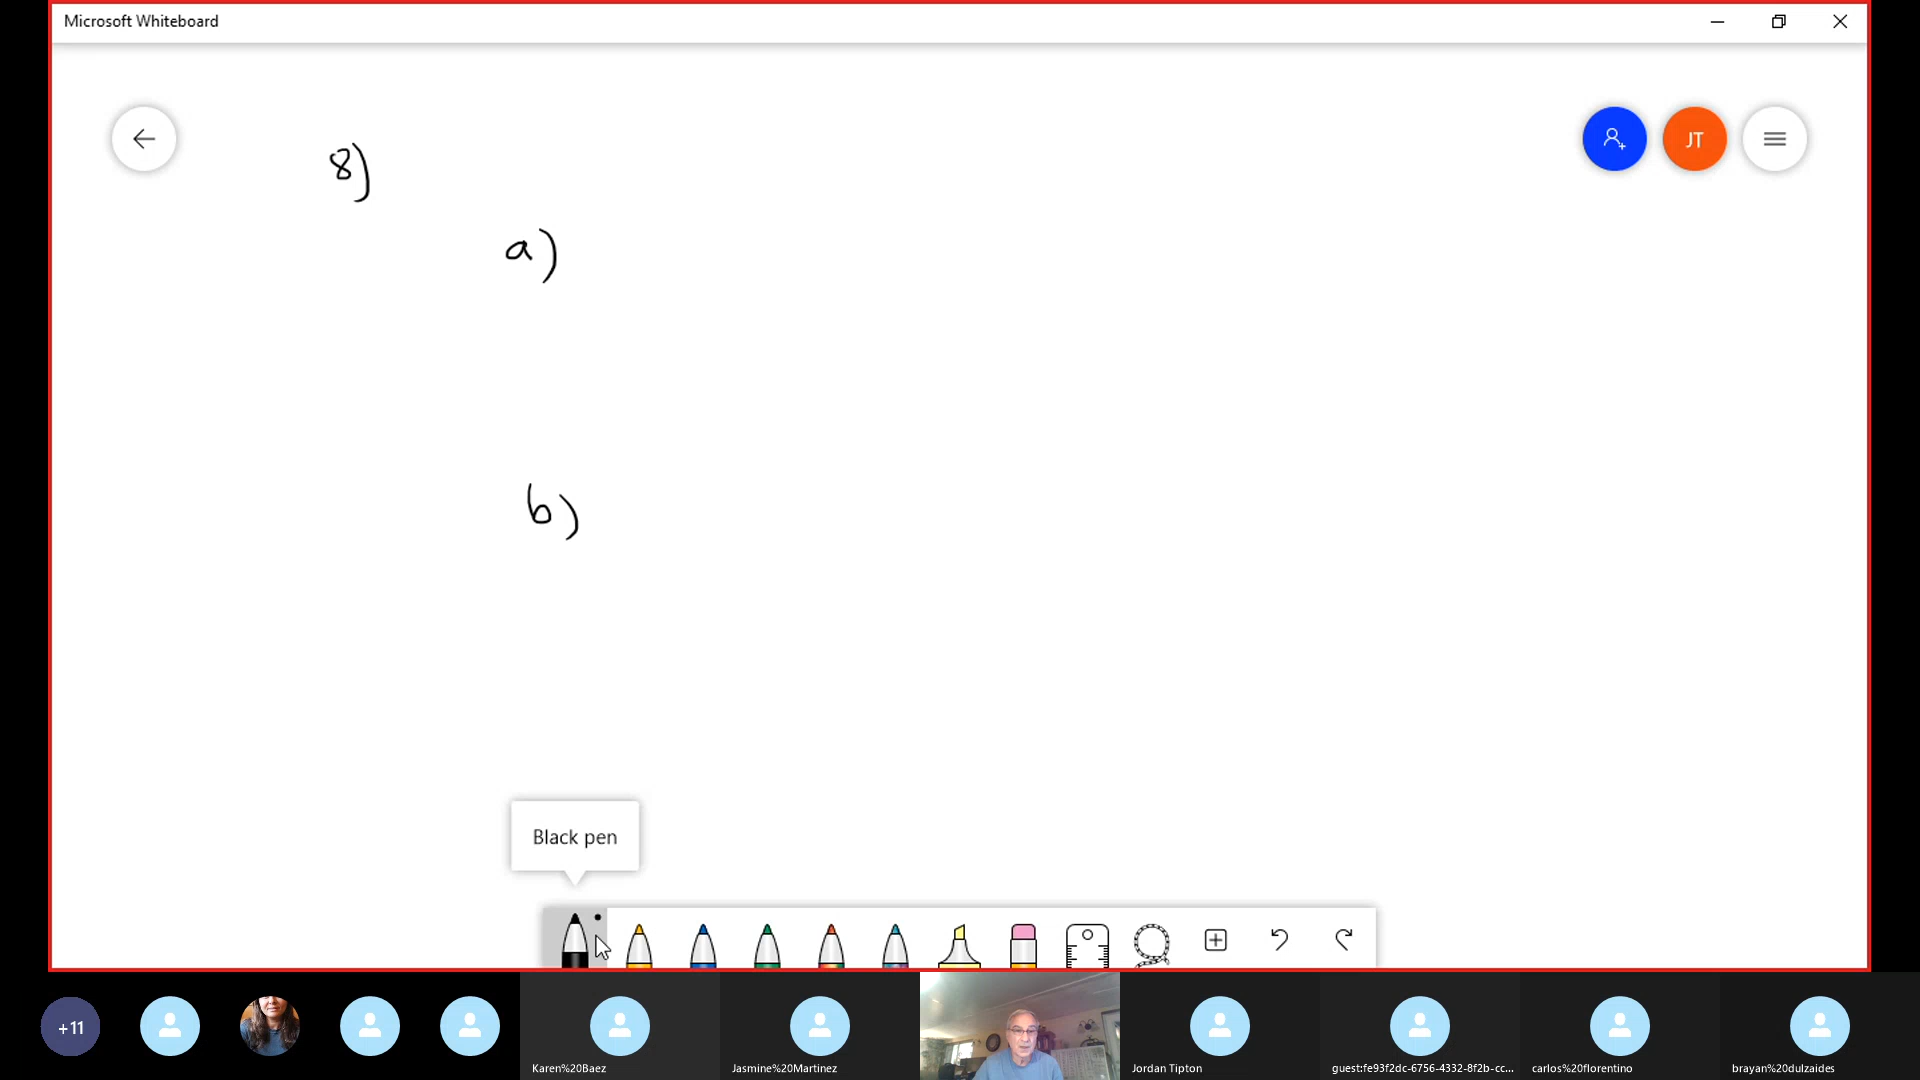 Microsoft Whiteboard
JT
8)
a)
b)
Black pen
+11
Karen%20Baez
Jasmine%20Martinez
Jordan Tipton
guest:fe93f2dc-6756-4332-8f2b-cc...
carlos%20florentino
brayan%20dulzaides